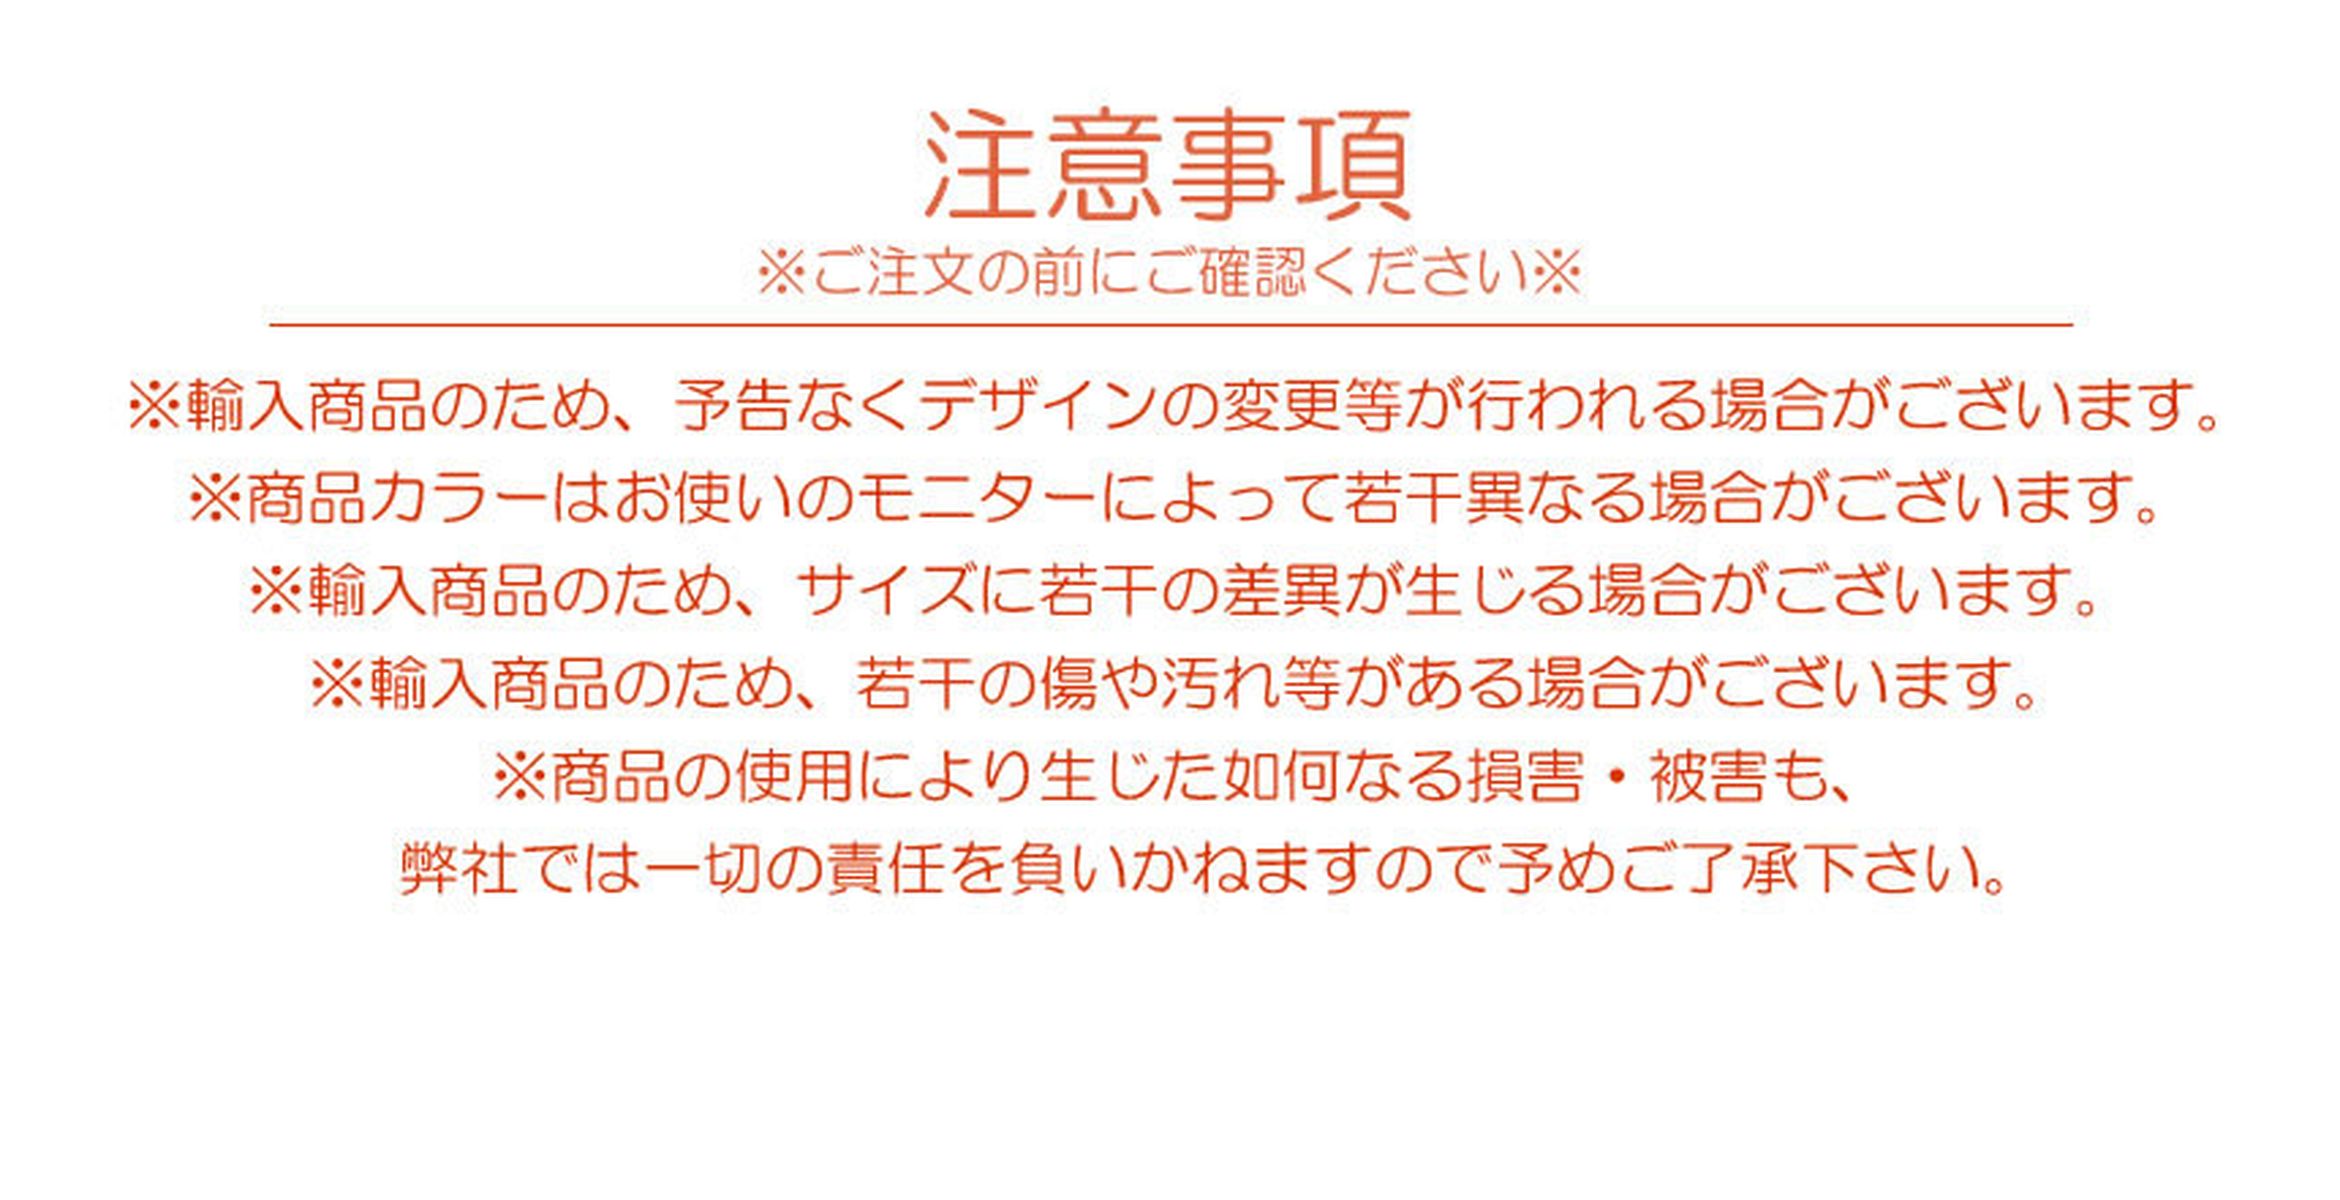 注意事項
※ご注文の前にご確認ください※
※輸入商品のため、予告なくデザインの変更等が行われる場合がございます。
※商品カラーはお使いのモニターによって若干異なる場合がございます。
※輸入商品のため、サイズに若干の差異が生じる場合がございます。
※輸入商品のため、若干の傷や汚れ等がある場合がございます。
※商品の使用により生じた如何なる損害・被害も、
弊社では一切の責任を負いかねますので予めご了承下さい。